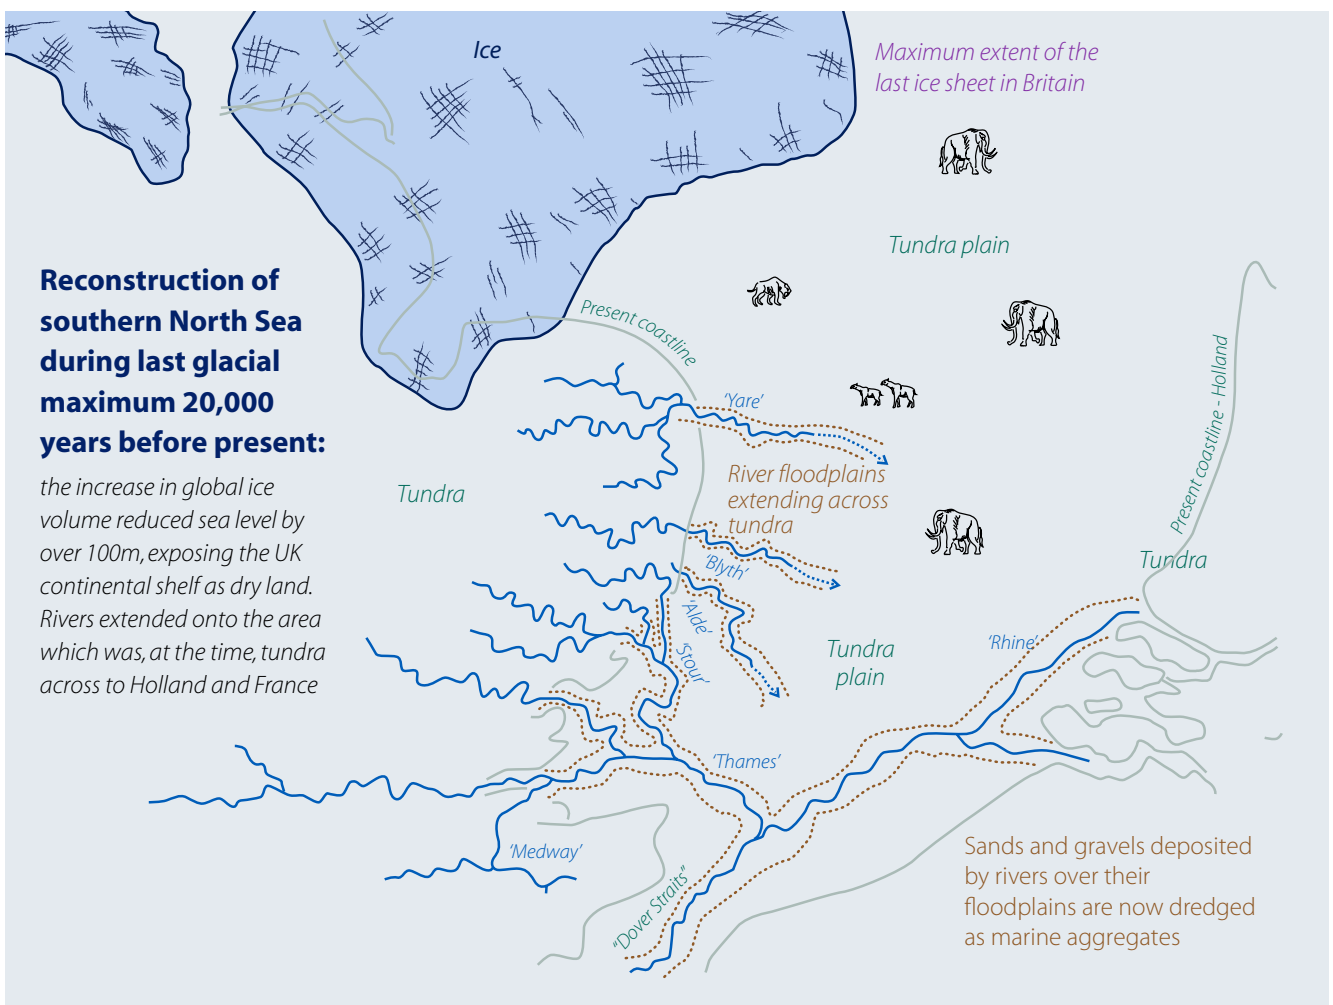 Ice
Maximum extent of the
last ice sheet in Britain
Tundra plain
Reconstruction of
southern North Sea
during last glacial
maximum 20,000
years before present:
the increase in global ice
volume reduced sea level by
over 100m, exposing the UK
continental shelf as dry land.
Rivers extended onto the area
which was, at the time, tundra
across to Holland and France
Present coastline
Present coastline - Holland
'Yare'
River floodplains
extending across
tundra
Tundra
'Blyth'
Tundra
'Alde'
'Stour'
Tundra
plain
'Rhine'
'Thames'
'Medway'
"Dover Straits"
Sands and gravels deposited
by rivers over their
floodplains are now dredged
as marine aggregates